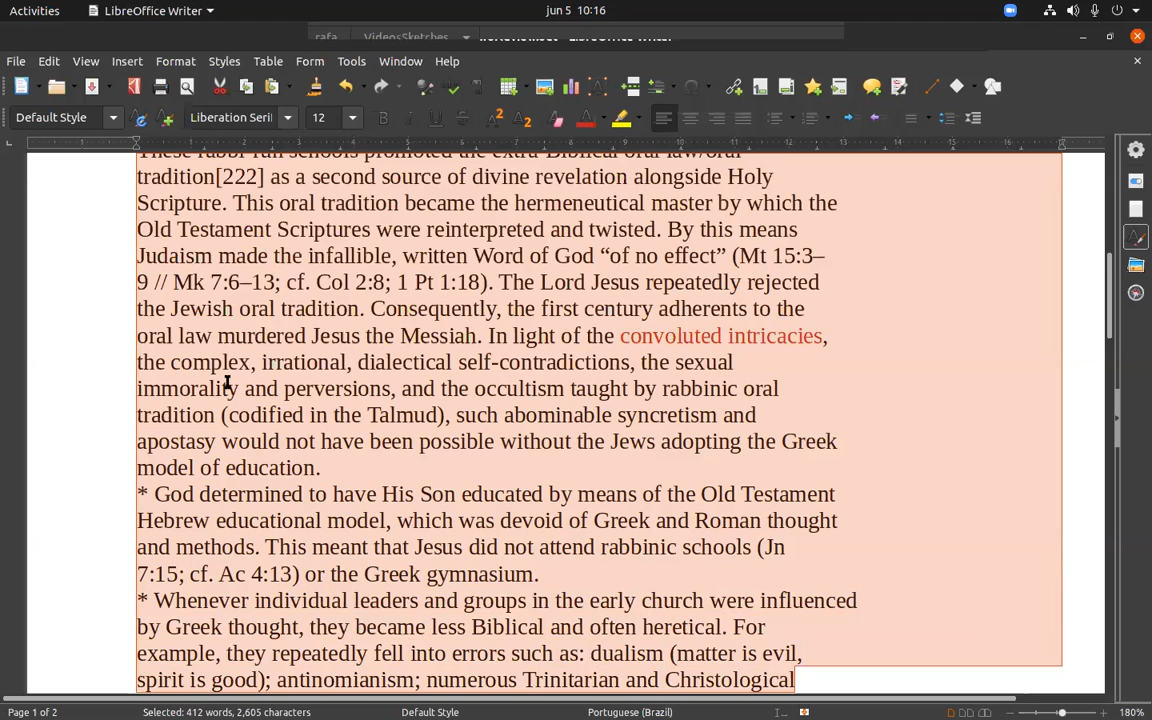 Activities
LibreOffice Writer
jun 5 10:16
rafa
VideosSketches
File Edit View Insert Format Styles Table Form Tools Window Help
Default Style
Liberation Seri
12
tradition[222] as a second source of divine revelation alongside Holy
Scripture. This oral tradition became the hermeneutical master by which the
Old Testament Scriptures were reinterpreted and twisted. By this means
Judaism made the infallible, written Word of God “of no effect” (Mt 15:3–
9 // Mk 7:6–13; cf. Col 2:8; 1 Pt 1:18). The Lord Jesus repeatedly rejected
the Jewish oral tradition. Consequently, the first century adherents to the
oral law murdered Jesus the Messiah. In light of the convoluted intricacies,
the complex, irrational, dialectical self-contradictions, the sexual
immorality and perversions, and the occultism taught by rabbinic oral
tradition (codified in the Talmud), such abominable syncretism and
apostasy would not have been possible without the Jews adopting the Greek
model of education.
* God determined to have His Son educated by means of the Old Testament
Hebrew educational model, which was devoid of Greek and Roman thought
and methods. This meant that Jesus did not attend rabbinic schools (Jn
7:15; cf. Ac 4:13) or the Greek gymnasium.
* Whenever individual leaders and groups in the early church were influenced
by Greek thought, they became less Biblical and often heretical. For
example, they repeatedly fell into errors such as: dualism (matter is evil,
spirit is good); antinomianism; numerous Trinitarian and Christological
Page 1 of 2
Selected: 412 words, 2,605 characters
Default Style
Portuguese (Brazil)
180%